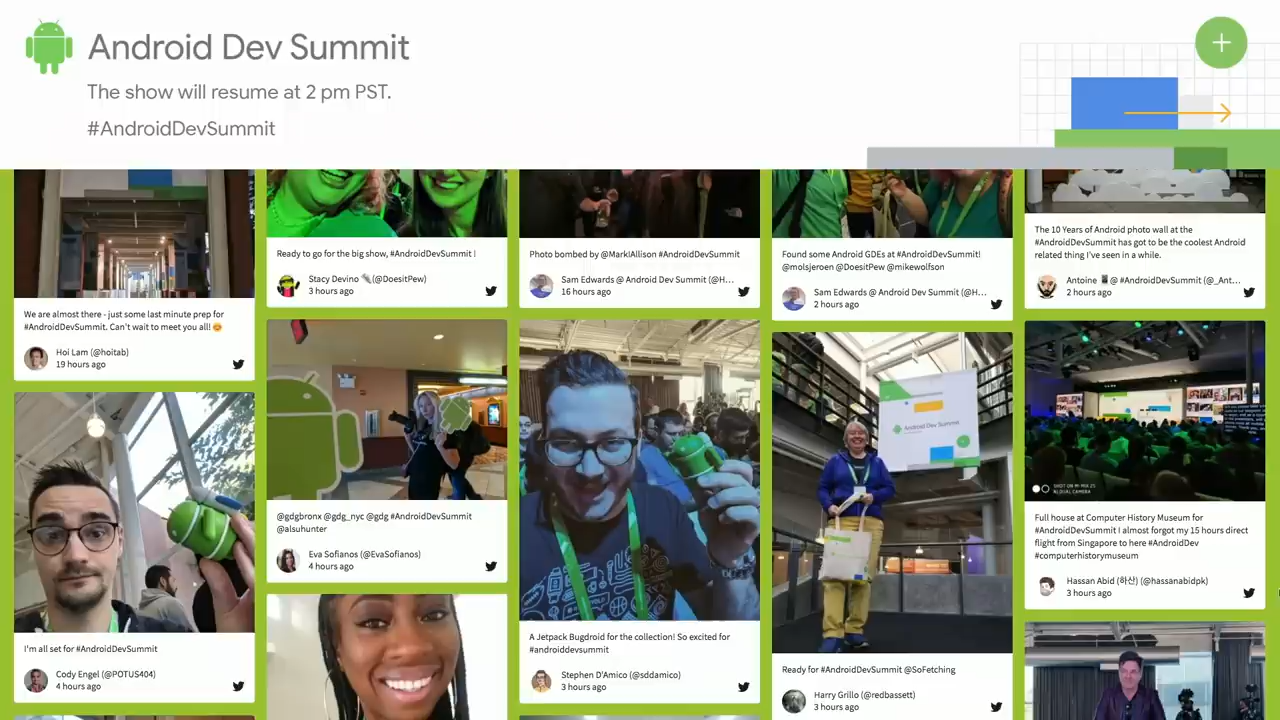 Android Dev Summit
The show will resume at 2 pm PST.
#AndroidDevSummit
We are almost there - just some last minute prep for
#AndroidDevSummit. Can't wait to meet you all! 😊
Hoi Lam (@hoitab)
19 hours ago
I'm all set for #AndroidDevSummit
Cody Engel (@POTUS404)
4 hours ago
Ready to go for the big show, #AndroidDevSummit !
Stacy Devino (@DoesitPew)
3 hours ago
@gdgbronx @gdg_nyc @gdg #AndroidDevSummit
@alsuhunter
Eva Sofianos (@EvaSofianos)
4 hours ago
Photo bombed by @MarkIAllison #AndroidDevSummit
Sam Edwards @ Android Dev Summit (@H...
16 hours ago
A Jetpack Bugdroid for the collection! So excited for
#androiddevsummit
Stephen D'Amico (@sddamico)
3 hours ago
Found some Android GDEs at #AndroidDevSummit!
@molsjeroen @DoesitPew @mikewolfson
Sam Edwards @ Android Dev Summit (@H...
2 hours ago
Android Dev Summit
Ready for #AndroidDevSummit @SoFetching
Harry Grillo (@redbassett)
3 hours ago
The 10 Years of Android photo wall at the
#AndroidDevSummit has got to be the coolest Android
related thing I've seen in a while.
Antoine @ #AndroidDevSummit (@_Ant...
2 hours ago
SHOT ON MI MIX 2S
Full house at Computer History Museum for
#AndroidDevSummit I almost forgot my 15 hours direct
flight from Singapore to here #AndroidDev
#computerhistorymuseum
Hassan Abid (하산) (@hassanabidpk)
3 hours ago